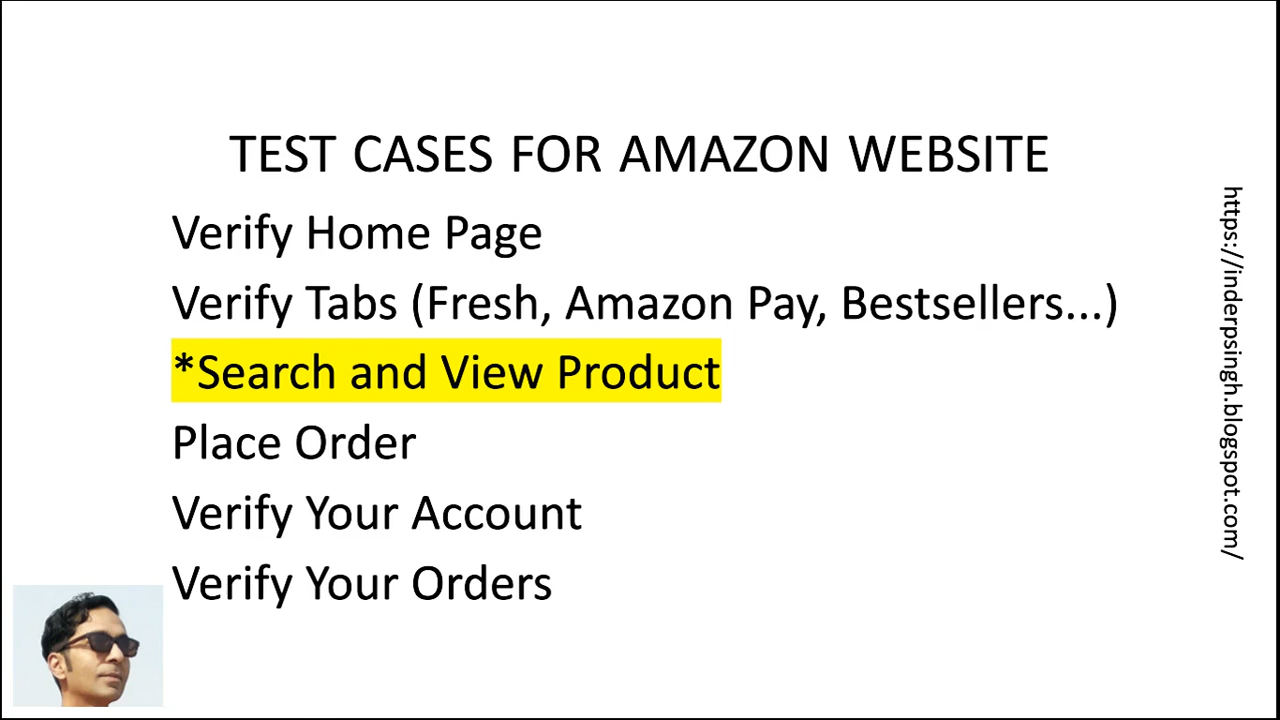 TEST CASES FOR AMAZON WEBSITE
Verify Home Page
Verify Tabs (Fresh, Amazon Pay, Bestsellers...)
*Search and View Product
Place Order
Verify Your Account
Verify Your Orders
https://inderpsingh.blogspot.com/